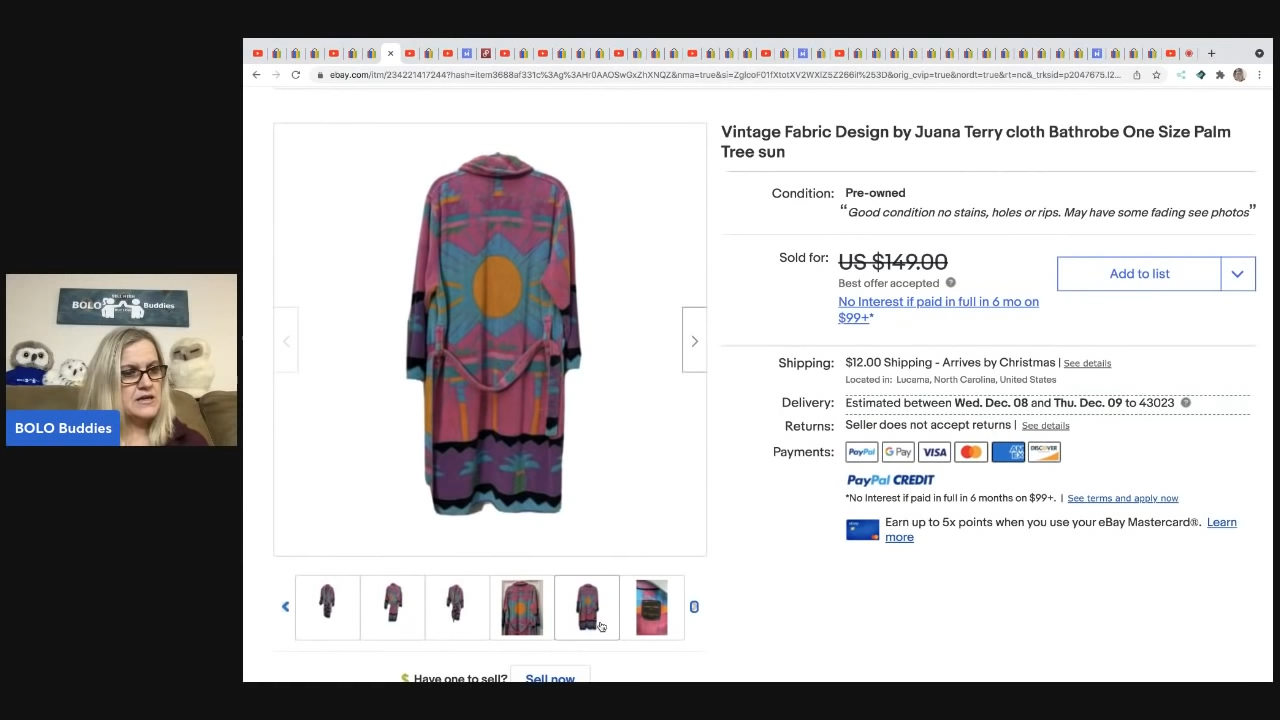 ebay.com/itm/234221417244?hash=item3688af331c%3Ag%3AHr0AAOSwGxZhXNQZ&nma=true&si=ZglcoF01fXtotXV2WXIZ5Z266iI%253D&orig_cvip=true&nordt=true&rt=nc&_trksid=p2047675.l2...
Vintage Fabric Design by Juana Terry cloth Bathrobe One Size Palm
Tree sun
Condition: Pre-owned
“Good condition no stains, holes or rips. May have some fading see photos”
Sold for: US $149.00
Best offer accepted
No Interest if paid in full in 6 mo on
$99+*
Add to list
Shipping: $12.00 Shipping - Arrives by Christmas | See details
Located in: Lucama, North Carolina, United States
Delivery: Estimated between Wed. Dec. 08 and Thu. Dec. 09 to 43023
Returns: Seller does not accept returns | See details
Payments: PayPal G Pay VISA AM EX DISCOVER
PayPal CREDIT
*No Interest if paid in full in 6 months on $99+. | See terms and apply now
Earn up to 5x points when you use your eBay Mastercard®. Learn
more
$ Have one to sell? Sell now
BOLO Buddies
BOLO Buddies